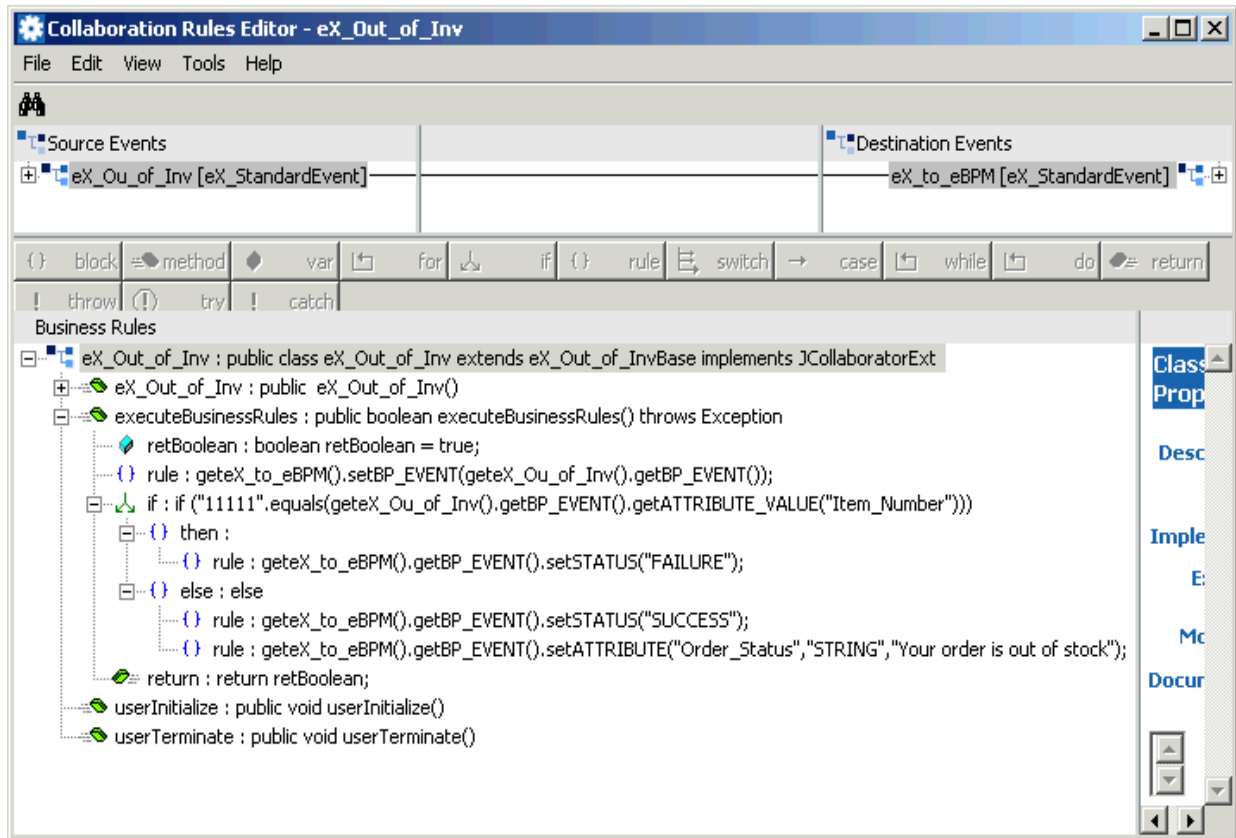 Collaboration Rules Editor - eX_Out_of_Inv
File Edit View Tools Help
Source Events
Destination Events
eX_Ou_of_Inv [eX_StandardEvent]
eX_to_eBPM [eX_StandardEvent]
{} block method var for if {} rule switch case while do return
! throw (!) try ! catch
Business Rules
eX_Out_of_Inv : public class eX_Out_of_Inv extends eX_Out_of_InvBase implements JCollaboratorExt
eX_Out_of_Inv : public eX_Out_of_Inv()
executeBusinessRules : public boolean executeBusinessRules() throws Exception
retBoolean : boolean retBoolean = true;
{} rule : geteX_to_eBPM().setBP_EVENT(geteX_Ou_of_Inv().getBP_EVENT());
if : if ("11111".equals(geteX_Ou_of_Inv().getBP_EVENT().getATTRIBUTE_VALUE("Item_Number")))
{} then :
{} rule : geteX_to_eBPM().getBP_EVENT().setSTATUS("FAILURE");
{} else : else
{} rule : geteX_to_eBPM().getBP_EVENT().setSTATUS("SUCCESS");
{} rule : geteX_to_eBPM().getBP_EVENT().setATTRIBUTE("Order_Status","STRING","Your order is out of stock");
return : return retBoolean;
userInitialize : public void userInitialize()
userTerminate : public void userTerminate()
Class
Prop
Desc
Imple
E
Mo
Docur